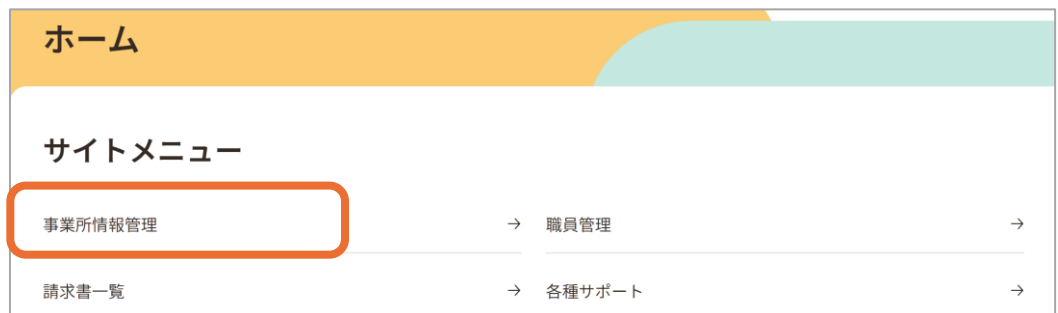 ホーム
サイトメニュー
事業所情報管理 → 職員管理 →
請求書一覧 → 各種サポート →